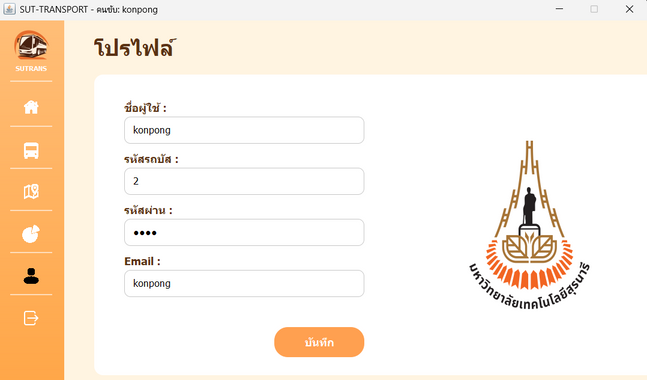 SUT-TRANSPORT - คนขับ: konpong
SUTRANS
โปรไฟล์
ชื่อผู้ใช้ :
konpong
รหัสรถบัส :
2
รหัสผ่าน :
••••
Email :
konpong
บันทึก
มหาวิทยาลัยเทคโนโลยีสุรนารี